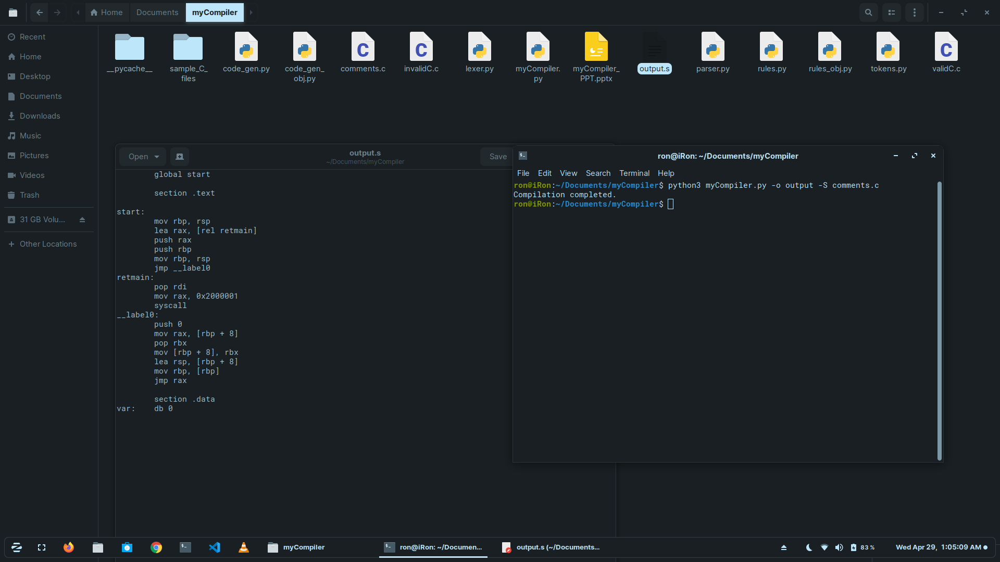 Home Documents myCompiler
Recent
Home
Desktop
Documents
Downloads
Music
Pictures
Videos
Trash
31 GB Volu...
Other Locations
__pycache__
sample_C_
files
code_gen.py
code_gen_
obj.py
comments.c
invalidC.c
lexer.py
myCompiler.
py
myCompiler_
PPT.pptx
output.s
parser.py
rules.py
rules_obj.py
tokens.py
validC.c
Open
output.s
~/Documents/myCompiler
Save
global start
section .text
start:
mov rbp, rsp
lea rax, [rel retmain]
push rax
push rbp
mov rbp, rsp
jmp __label0
retmain:
pop rdi
mov rax, 0x2000001
syscall
__label0:
push 0
mov rax, [rbp + 8]
pop rbx
mov [rbp + 8], rbx
lea rsp, [rbp + 8]
mov rbp, [rbp]
jmp rax
section .data
var: db 0
ron@iRon: ~/Documents/myCompiler
File Edit View Search Terminal Help
ron@iRon:~/Documents/myCompiler$ python3 myCompiler.py -o output -S comments.c
Compilation completed.
ron@iRon:~/Documents/myCompiler$
myCompiler
ron@iRon: ~/Documen...
output.s (~/Documents...
83 %
Wed Apr 29, 1:05:09 AM